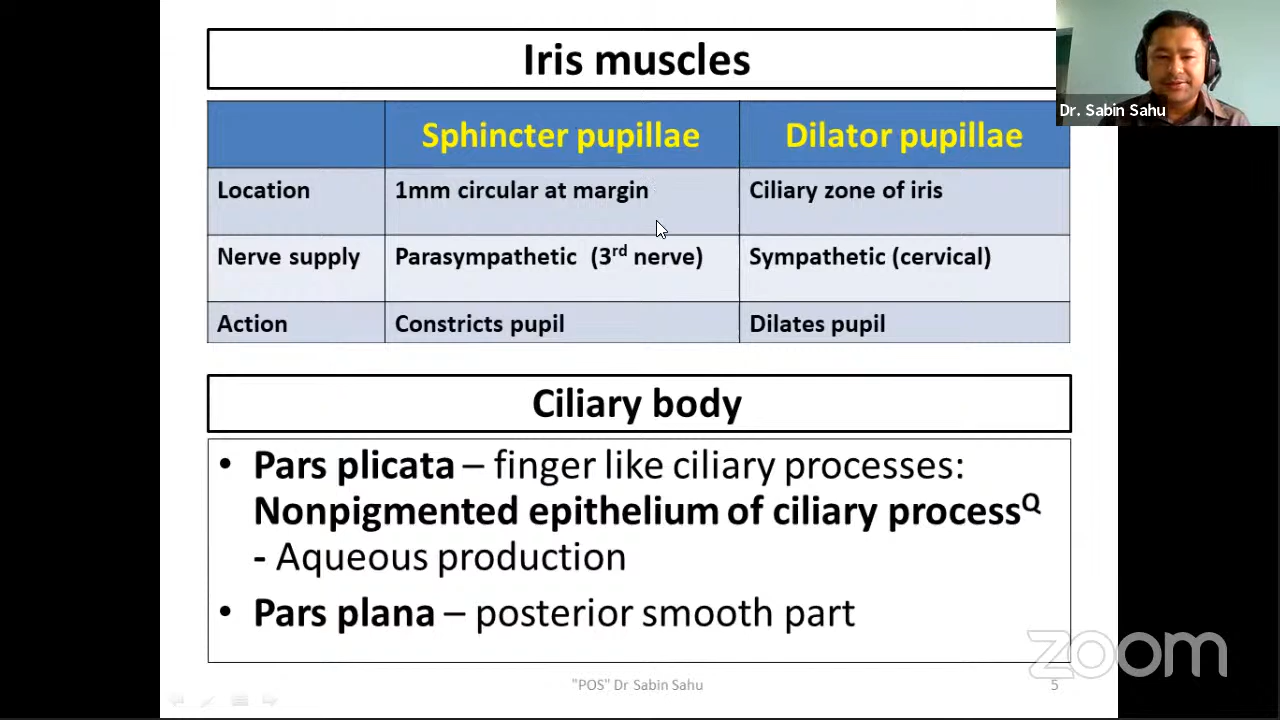 Iris muscles
Dr. Sabin Sahu
Sphincter pupillae Dilator pupillae
Location 1mm circular at margin Ciliary zone of iris
Nerve supply Parasympathetic (3rd nerve) Sympathetic (cervical)
Action Constricts pupil Dilates pupil
Ciliary body
• Pars plicata – finger like ciliary processes:
Nonpigmented epithelium of ciliary processQ
- Aqueous production
• Pars plana – posterior smooth part
zoom
"POS" Dr Sabin Sahu 5